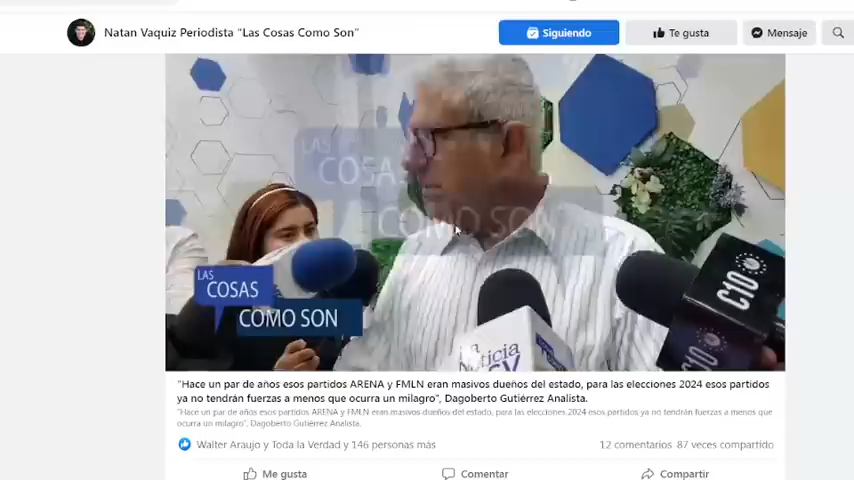 Natan Vaquiz Periodista "Las Cosas Como Son"
Siguiendo
Te gusta
Mensaje
LAS
COSAS
COMO SON
LAS
COSAS
COMO SON
La
Noticia
SV
C10
C10
"Hace un par de años esos partidos ARENA y FMLN eran masivos dueños del estado, para las elecciones 2024 esos partidos
ya no tendrán fuerzas a menos que ocurra un milagro", Dagoberto Gutiérrez Analista.
"Hace un par de años esos partidos ARENA y FMLN eran masivos dueños del estado, para las elecciones 2024 esos partidos ya no tendrán fuerzas a menos que
ocurra un milagro", Dagoberto Gutiérrez Analista.
Walter Araujo y Toda la Verdad y 146 personas más
12 comentarios 87 veces compartido
Me gusta
Comentar
Compartir